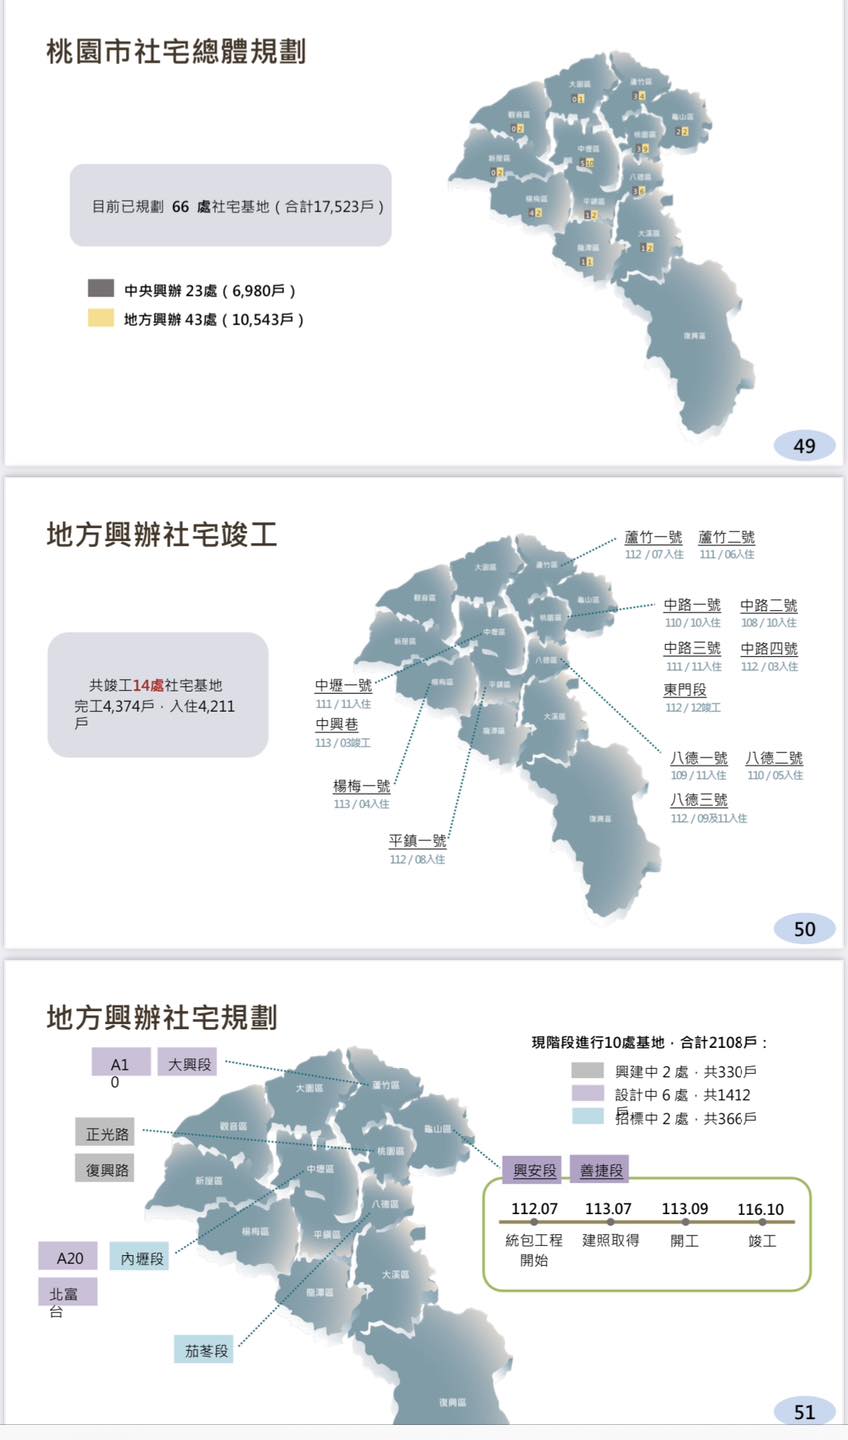 桃園市社宅總體規劃
目前已規劃 66 處社宅基地（合計17,523戶）
中央興辦 23處（6,980戶）
地方興辦 43處（10,543戶）
大園區
0 1
蘆竹區
3 4
觀音區
0 2
龜山區
2 2
桃園區
3 9
中壢區
5 10
新屋區
0 2
八德區
3 6
楊梅區
4 2
平鎮區
1 2
大溪區
1 2
龍潭區
1 1
復興區
49
地方興辦社宅竣工
共竣工14處社宅基地
完工4,374戶，入住4,211
戶
蘆竹一號 蘆竹二號
112 / 07入住 111 / 06入住
中路一號 中路二號
110 / 10入住 108 / 10入住
中路三號 中路四號
111 / 11入住 112 / 03入住
東門段
112 / 12竣工
中壢一號
111 / 11入住
中興巷
113 / 03竣工
楊梅一號
113 / 04入住
平鎮一號
112 / 08入住
八德一號 八德二號
109 / 11入住 110 / 05入住
八德三號
112 / 09及11入住
大園區
蘆竹區
觀音區
龜山區
桃園區
中壢區
新屋區
八德區
楊梅區
平鎮區
大溪區
龍潭區
復興區
50
地方興辦社宅規劃
現階段進行10處基地，合計2108戶：
興建中 2 處，共330戶
設計中 6 處，共1412
戶
招標中 2 處，共366戶
A1
0
大興段
正光路
復興路
A20
內壢段
北富
台
茄苳段
興安段 善捷段
112.07 113.07 113.09 116.10
統包工程 建照取得 開工 竣工
開始
大園區
蘆竹區
觀音區
龜山區
桃園區
中壢區
新屋區
八德區
楊梅區
平鎮區
大溪區
龍潭區
復興區
51